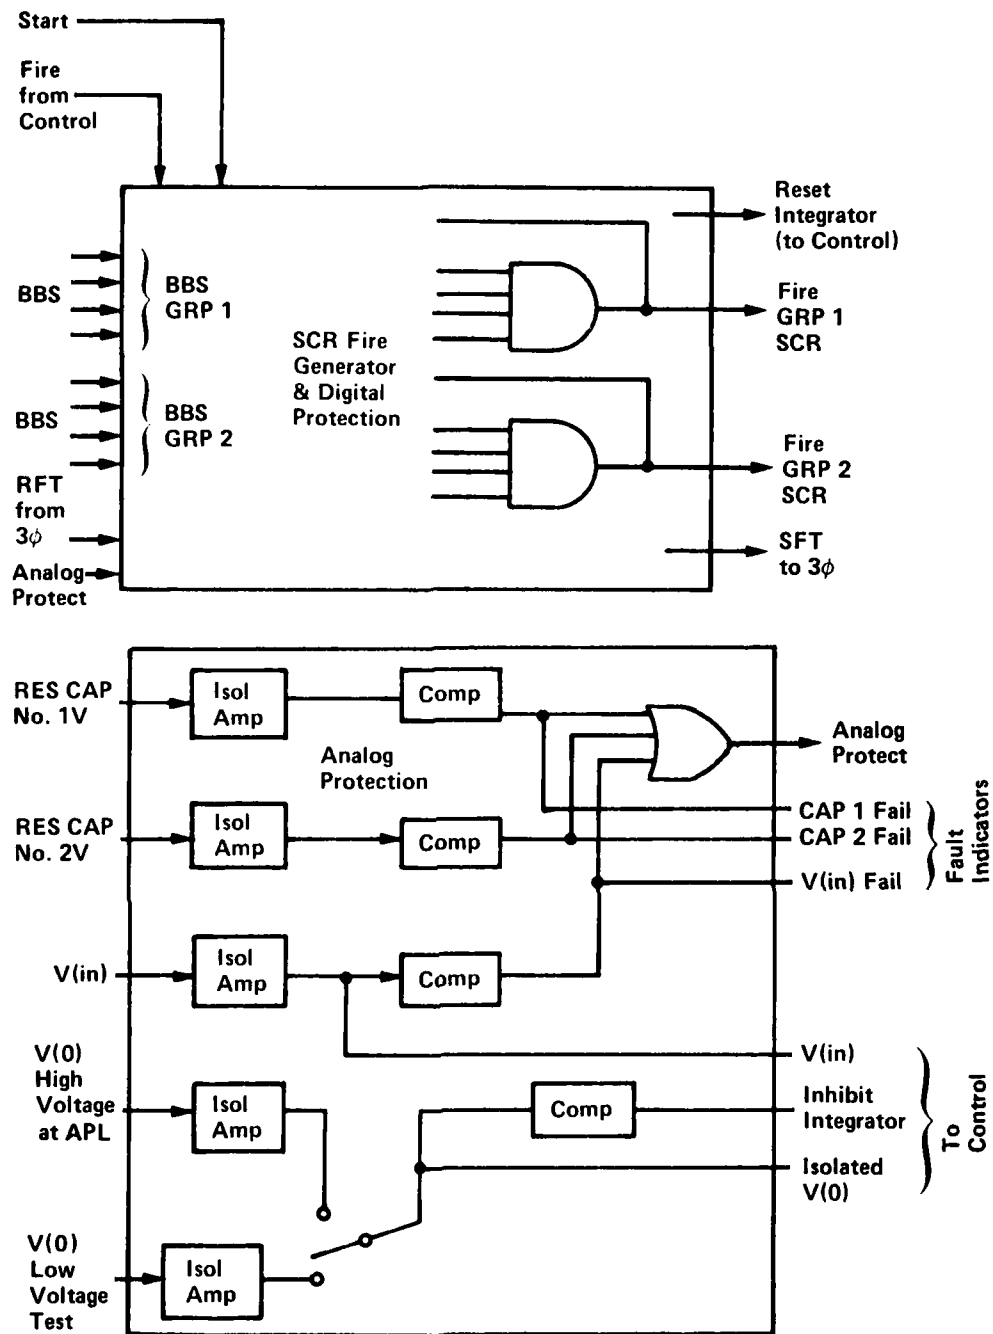 Start
Fire
from
Control
Reset
Integrator
(to Control)
BBS
BBS
GRP 1
SCR Fire
Generator
& Digital
Protection
Fire
GRP 1
SCR
BBS
BBS
GRP 2
Fire
GRP 2
SCR
RFT
from
3ϕ
Analog
Protect
SFT
to 3ϕ
RES CAP
No. 1V
Isol
Amp
Comp
Analog
Protection
Analog
Protect
RES CAP
No. 2V
Isol
Amp
Comp
CAP 1 Fail
CAP 2 Fail
V(in) Fail
Fault
Indicators
V(in)
Isol
Amp
Comp
V(in)
V(0)
High
Voltage
at APL
Isol
Amp
Comp
Inhibit
Integrator
Isolated
V(0)
To
Control
V(0)
Low
Voltage
Test
Isol
Amp